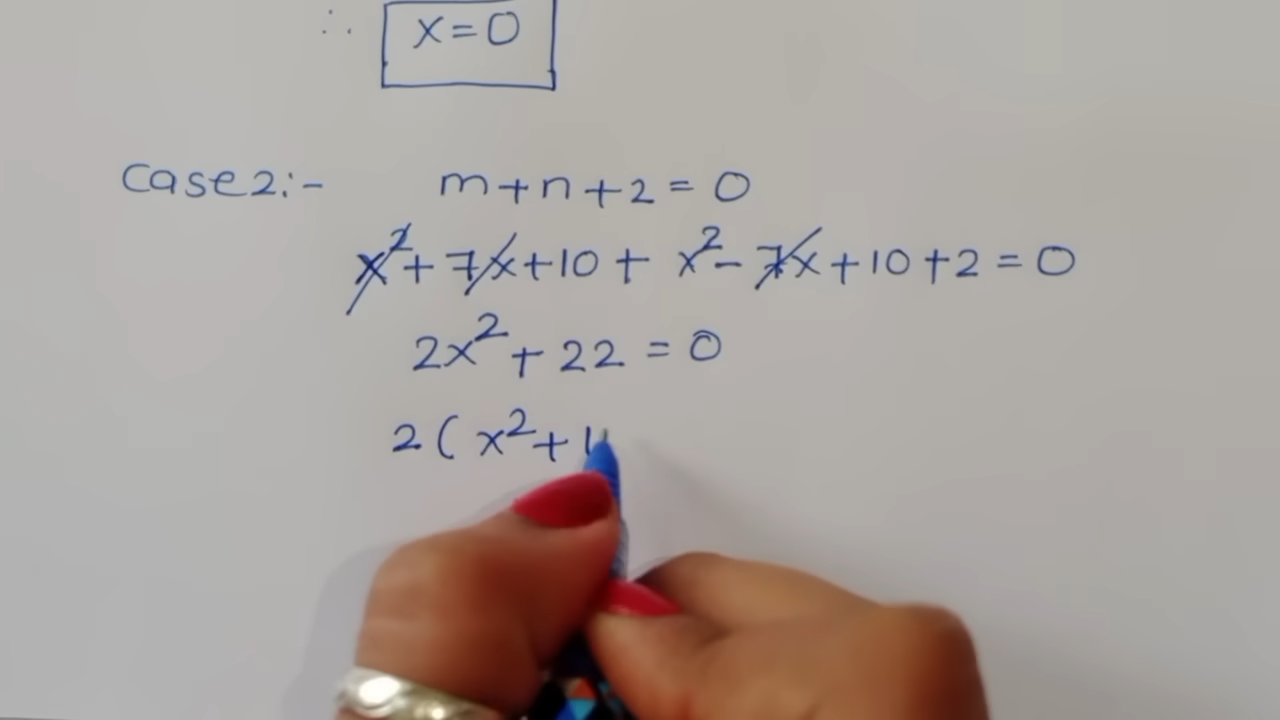 ∴ x=0
Case2:- m+n+2=0
x²+7x+10+x²-7x+10+2=0
2x²+22=0
2(x²+1